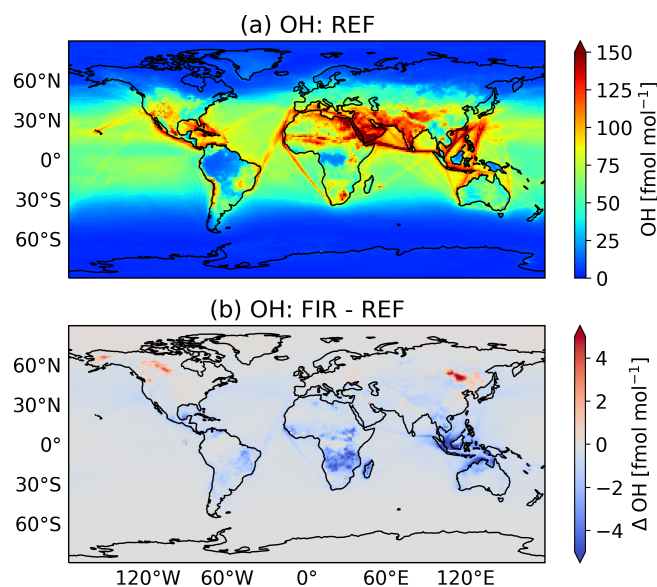 (a) OH: REF
60°N
30°N
0°
30°S
60°S
150
125
100
75
50
25
0
OH [fmol mol⁻¹]
(b) OH: FIR - REF
60°N
30°N
0°
30°S
60°S
120°W 60°W 0° 60°E 120°E
4
2
0
−2
−4
Δ OH [fmol mol⁻¹]